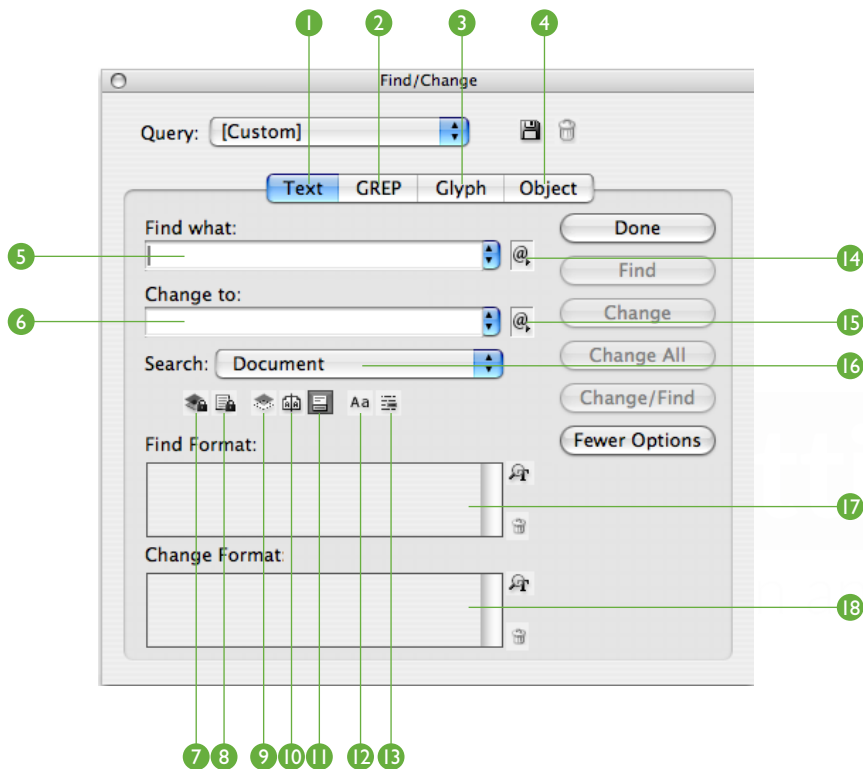 1 2 3 4
Find/Change
Query: [Custom]
Text GREP Glyph Object
Find what: Done
5 @ 14
Find
Change to: Change
6 @ 15
Search: Document Change All 16
Aa Change/Find
Find Format: Fewer Options
17
Change Format:
18
7 8 9 10 11 12 13